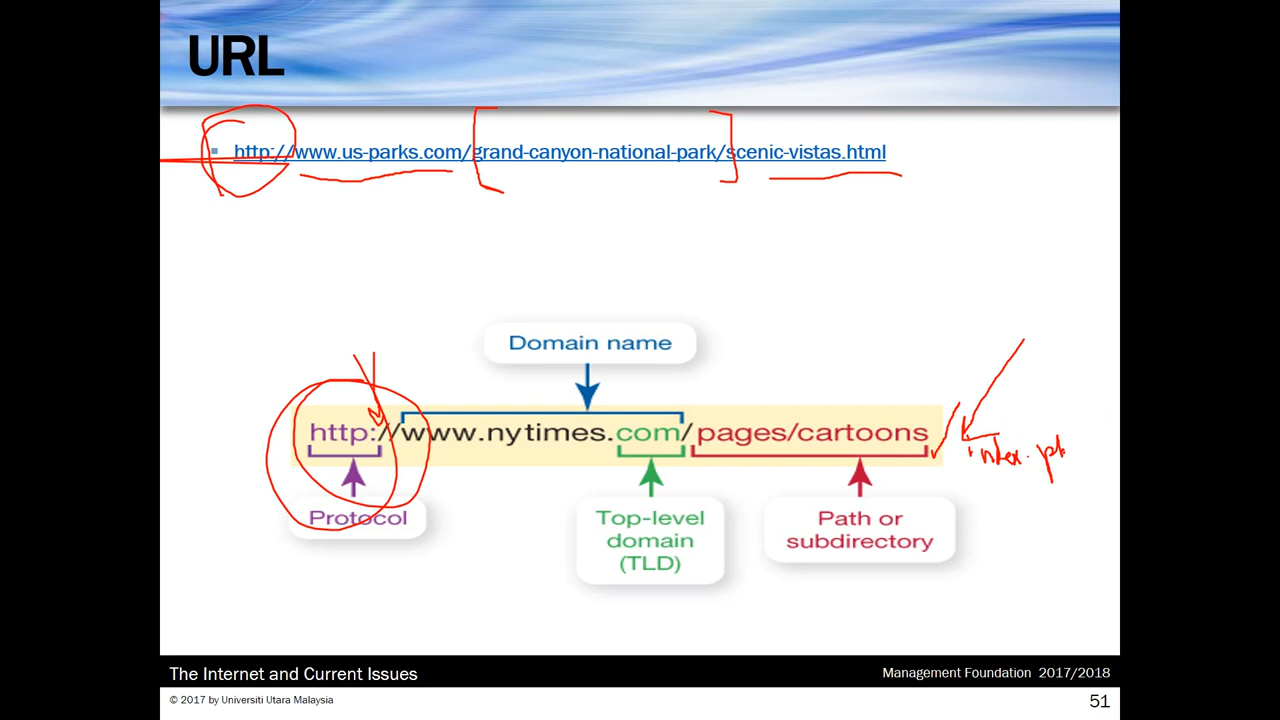 URL
http://www.us-parks.com/grand-canyon-national-park/scenic-vistas.html
Domain name
http://www.nytimes.com/pages/cartoons
Protocol
Top-level
domain
(TLD)
Path or
subdirectory
The Internet and Current Issues
Management Foundation 2017/2018
© 2017 by Universiti Utara Malaysia
51